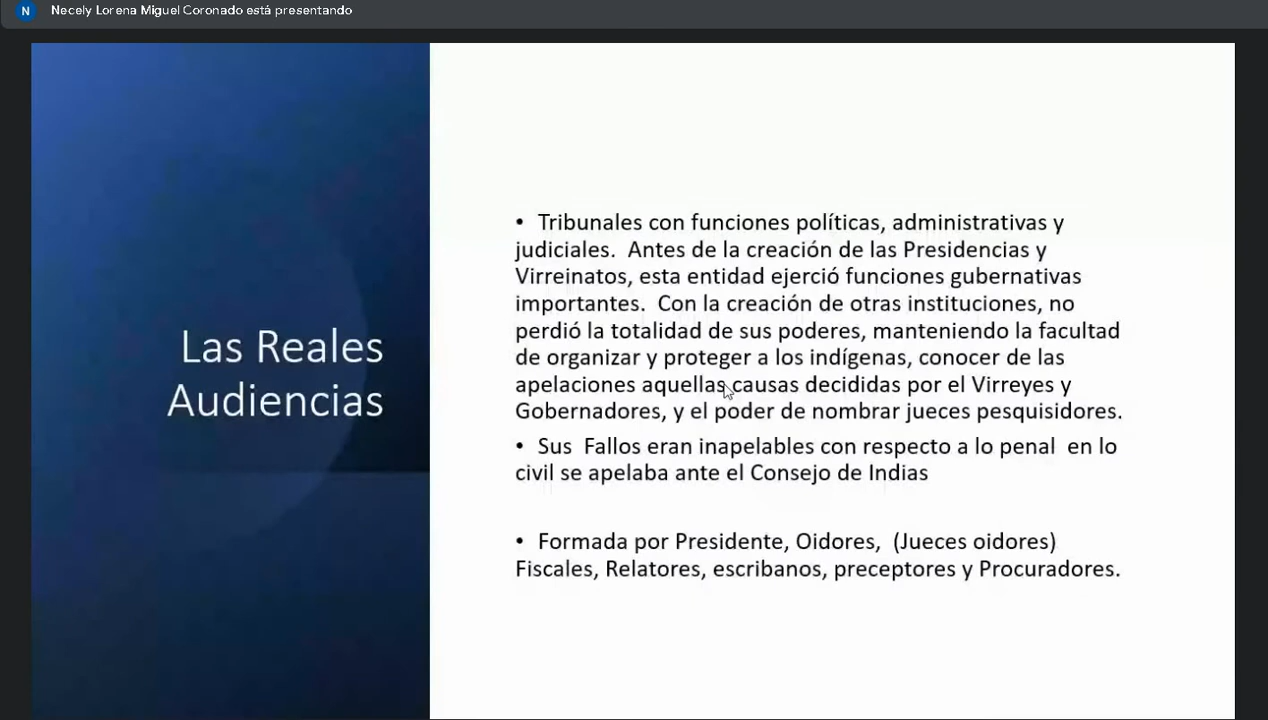 N Necely Lorena Miguel Coronado está presentando
Las Reales
Audiencias
• Tribunales con funciones políticas, administrativas y
judiciales. Antes de la creación de las Presidencias y
Virreinatos, esta entidad ejerció funciones gubernativas
importantes. Con la creación de otras instituciones, no
perdió la totalidad de sus poderes, manteniendo la facultad
de organizar y proteger a los indígenas, conocer de las
apelaciones aquellas causas decididas por el Virreyes y
Gobernadores, y el poder de nombrar jueces pesquisidores.
• Sus Fallos eran inapelables con respecto a lo penal en lo
civil se apelaba ante el Consejo de Indias
• Formada por Presidente, Oidores, (Jueces oidores)
Fiscales, Relatores, escribanos, preceptores y Procuradores.